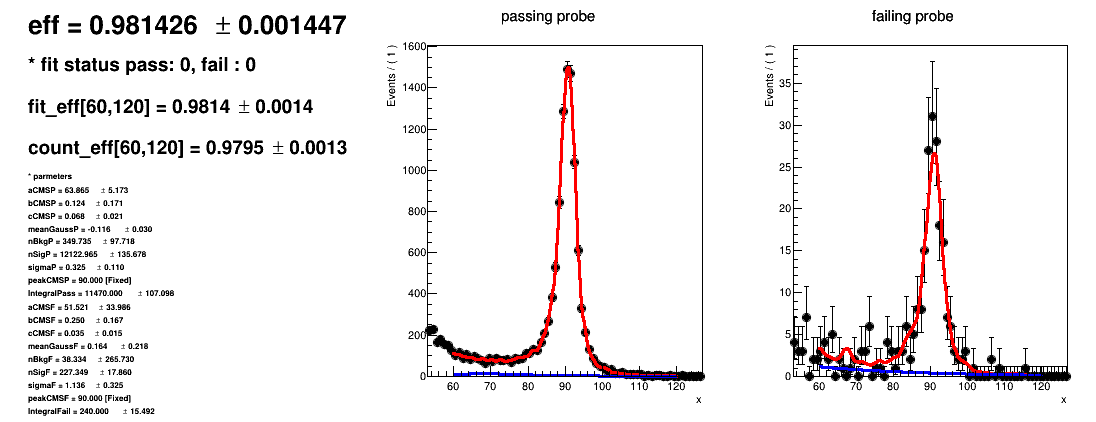 eff = 0.981426 ± 0.001447
* fit status pass: 0, fail : 0
fit_eff[60,120] = 0.9814 ± 0.0014
count_eff[60,120] = 0.9795 ± 0.0013
* parmeters
aCMSP = 63.865 ± 5.173
bCMSP = 0.124 ± 0.171
cCMSP = 0.068 ± 0.021
meanGaussP = -0.116 ± 0.030
nBkgP = 349.735 ± 97.718
nSigP = 12122.965 ± 135.678
sigmaP = 0.325 ± 0.110
peakCMSP = 90.000 [Fixed]
IntegralPass = 11470.000 ± 107.098
aCMSF = 51.521 ± 33.986
bCMSF = 0.250 ± 0.167
cCMSF = 0.035 ± 0.015
meanGaussF = 0.164 ± 0.218
nBkgF = 38.334 ± 265.730
nSigF = 227.349 ± 17.860
sigmaF = 1.136 ± 0.325
peakCMSF = 90.000 [Fixed]
IntegralFail = 240.000 ± 15.492
passing probe
Events / ( 1 )
1600
1400
1200
1000
800
600
400
200
0
60 70 80 90 100 110 120
x
failing probe
Events / ( 1 )
35
30
25
20
15
10
5
0
60 70 80 90 100 110 120
x